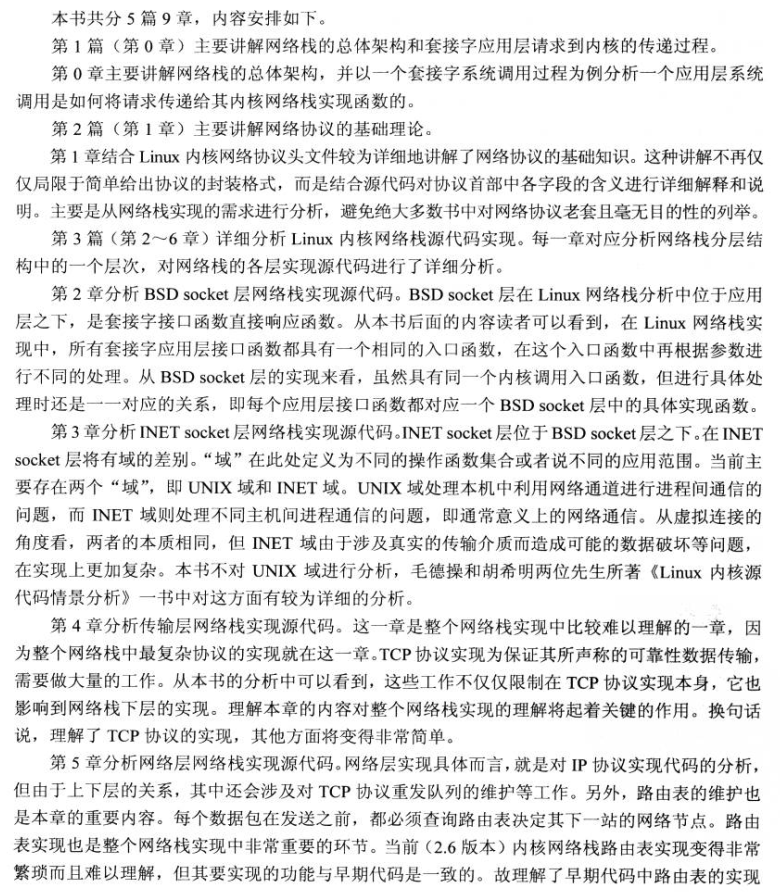 本书共分 5 篇 9 章，内容安排如下。
第 1 篇（第 0 章）主要讲解网络栈的总体架构和套接字应用层请求到内核的传递过程。
第 0 章主要讲解网络栈的总体架构，并以一个套接字系统调用过程为例分析一个应用层系统
调用是如何将请求传递给其内核网络栈实现函数的。
第 2 篇（第 1 章）主要讲解网络协议的基础理论。
第 1 章结合 Linux 内核网络协议头文件较为详细地讲解了网络协议的基础知识。这种讲解不再仅
仅局限于简单给出协议的封装格式，而是结合源代码对协议首部中各字段的含义进行详细解释和说
明。主要是从网络栈实现的需求进行分析，避免绝大多数书中对网络协议老套且毫无目的性的列举。
第 3 篇（第 2～6 章）详细分析 Linux 内核网络栈源代码实现。每一章对应分析网络栈分层结
构中的一个层次，对网络栈的各层实现源代码进行了详细分析。
第 2 章分析 BSD socket 层网络栈实现源代码。BSD socket 层在 Linux 网络栈分析中位于应用
层之下，是套接字接口函数直接响应函数。从本书后面的内容读者可以看到，在 Linux 网络栈实
现中，所有套接字应用层接口函数都具有一个相同的入口函数，在这个入口函数中再根据参数进
行不同的处理。从 BSD socket 层的实现来看，虽然具有同一个内核调用入口函数，但进行具体处
理时还是一一对应的关系，即每个应用层接口函数都对应一个 BSD socket 层中的具体实现函数。
第 3 章分析 INET socket 层网络栈实现源代码。INET socket 层位于 BSD socket 层之下。在 INET
socket 层将有域的差别。“域”在此处定义为不同的操作函数集合或者说不同的应用范围。当前主
要存在两个“域”，即 UNIX 域和 INET 域。UNIX 域处理本机中利用网络通道进行进程间通信的
问题，而 INET 域则处理不同主机间进程通信的问题，即通常意义上的网络通信。从虚拟连接的
角度看，两者的本质相同，但 INET 域由于涉及真实的传输介质而造成可能的数据破坏等问题，
在实现上更加复杂。本书不对 UNIX 域进行分析，毛德操和胡希明两位先生所著《Linux 内核源
代码情景分析》一书中对这方面有较为详细的分析。
第 4 章分析传输层网络栈实现源代码。这一章是整个网络栈实现中比较难以理解的一章，因
为整个网络栈中最复杂协议的实现就在这一章。TCP 协议实现为保证其所声称的可靠性数据传输，
需要做大量的工作。从本书的分析中可以看到，这些工作不仅仅限制在 TCP 协议实现本身，它也
影响到网络栈下层的实现。理解本章的内容对整个网络栈实现的理解将起着关键的作用。换句话
说，理解了 TCP 协议的实现，其他方面将变得非常简单。
第 5 章分析网络层网络栈实现源代码。网络层实现具体而言，就是对 IP 协议实现代码的分析，
但由于上下层的关系，其中还会涉及对 TCP 协议重发队列的维护等工作。另外，路由表的维护也
是本章的重要内容。每个数据包在发送之前，都必须查询路由表决定其下一站的网络节点。路由
表实现也是整个网络栈实现中非常重要的环节。当前（2.6 版本）内核网络栈路由表实现变得非常
繁琐而且难以理解，但其要实现的功能与早期代码是一致的。故理解了早期代码中路由表的实现